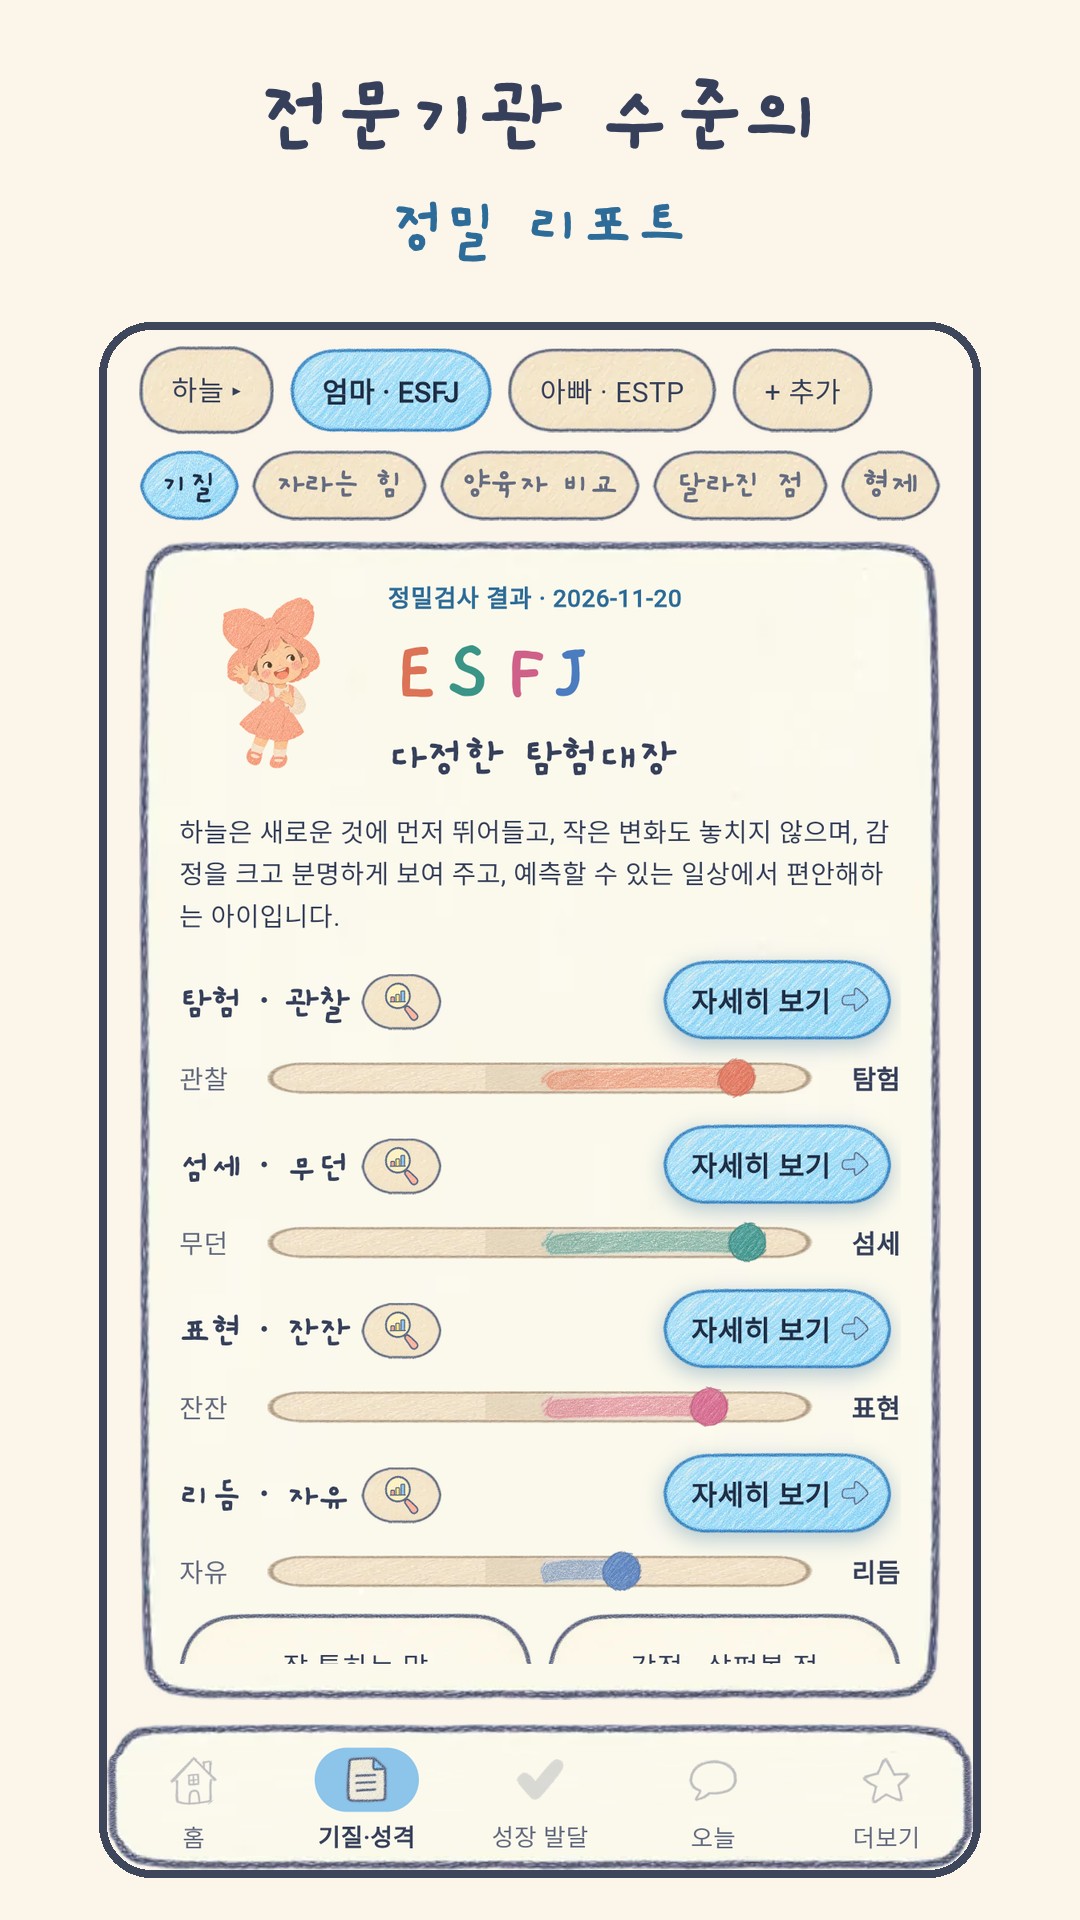 전문기관 수준의
정밀 리포트
하늘 ▸
엄마 · ESFJ
아빠 · ESTP
+ 추가
기질
자라는 힘
양육자 비교
달라진 점
형제
정밀검사 결과 · 2026-11-20
ESFJ
다정한 탐험대장
하늘은 새로운 것에 먼저 뛰어들고, 작은 변화도 놓치지 않으며, 감
정을 크고 분명하게 보여 주고, 예측할 수 있는 일상에서 편안해하
는 아이입니다.
탐험 · 관찰
자세히 보기
관찰
탐험
섬세 · 무던
자세히 보기
무던
섬세
표현 · 잔잔
자세히 보기
잔잔
표현
리듬 · 자유
자세히 보기
자유
리듬
홈
기질·성격
성장 발달
오늘
더보기